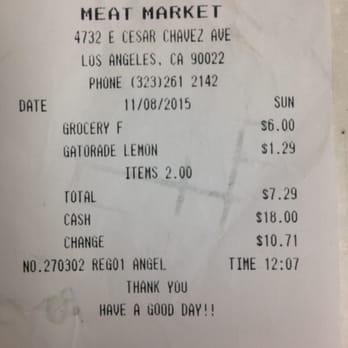 MEAT MARKET
4732 E CESAR CHAVEZ AVE
LOS ANGELES, CA 90022
PHONE (323)261 2142
DATE 11/08/2015 SUN
GROCERY F $6.00
GATORADE LEMON $1.29
ITEMS 2.00
TOTAL $7.29
CASH $18.00
CHANGE $10.71
NO.270302 REG01 ANGEL TIME 12:07
THANK YOU
HAVE A GOOD DAY!!